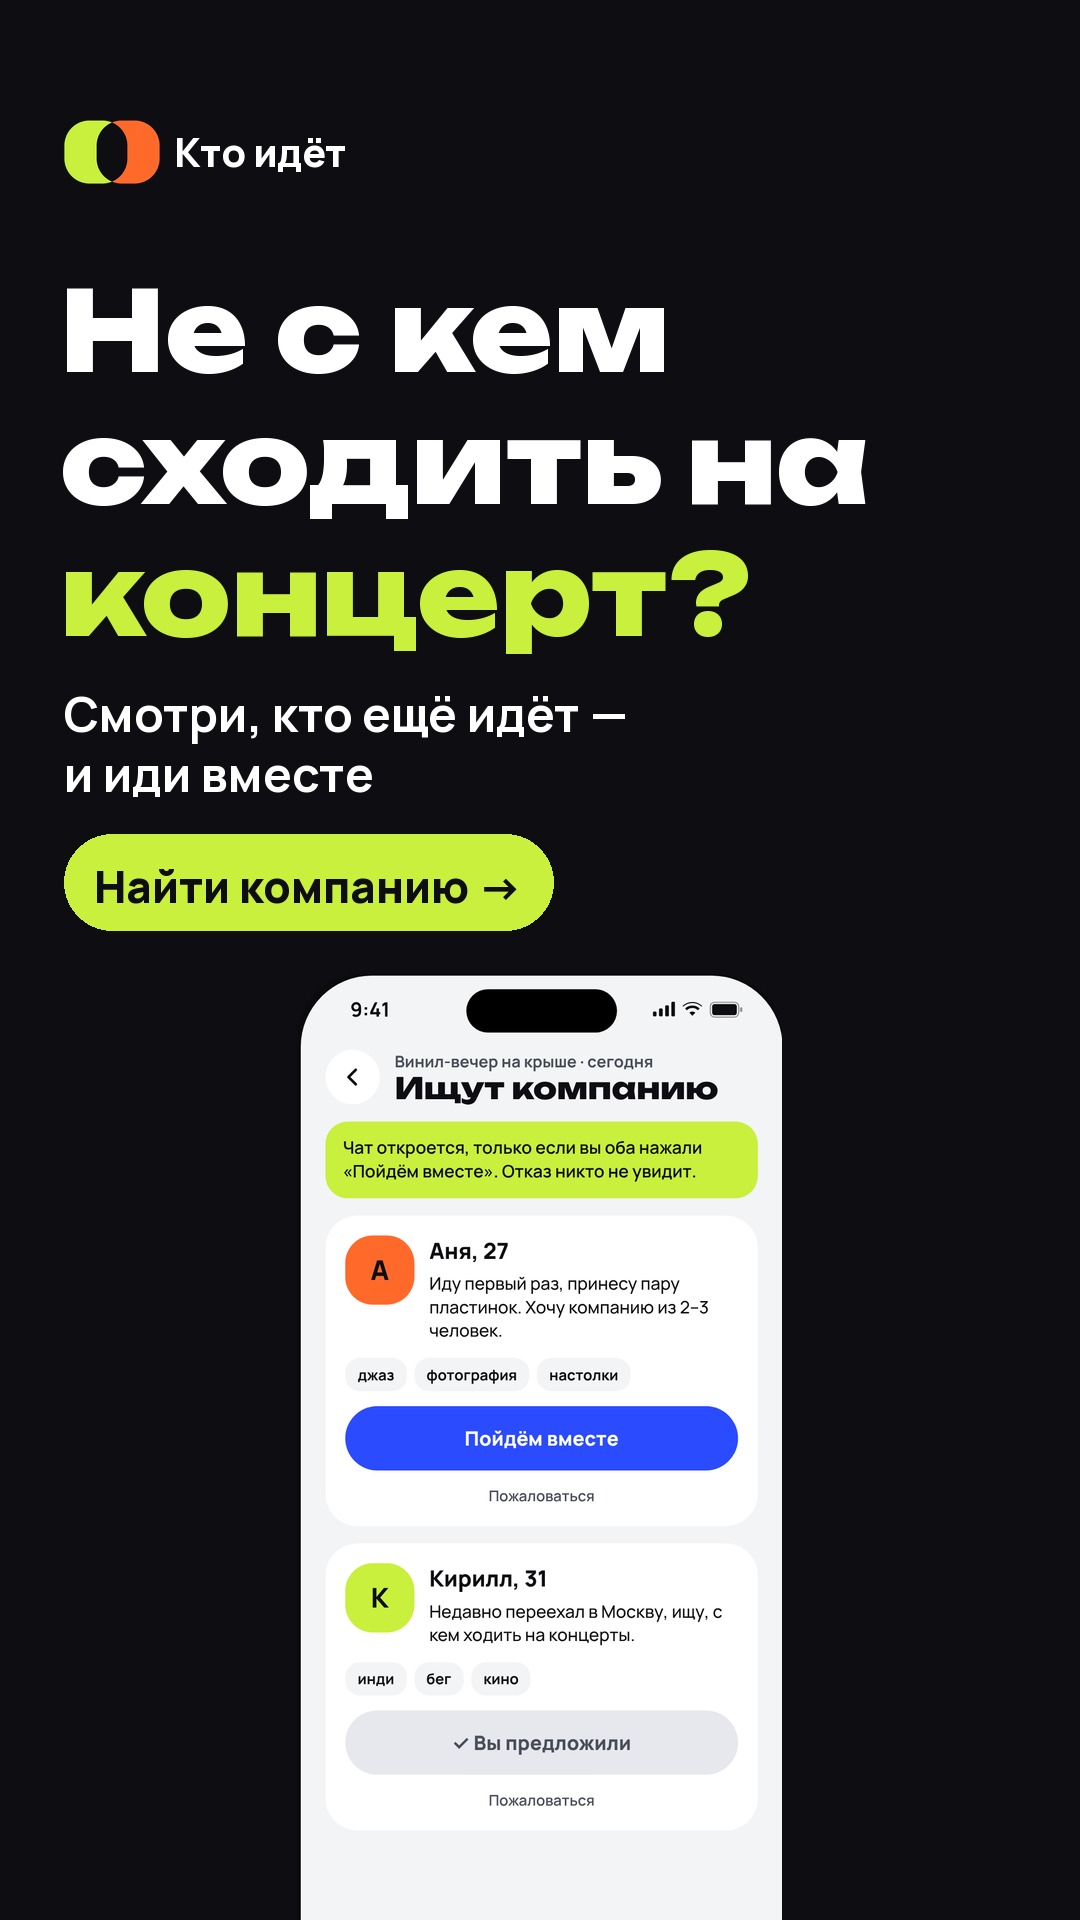 Кто идёт
Не с кем
сходить на
концерт?
Смотри, кто ещё идёт —
и иди вместе
Найти компанию →
9:41
Винил-вечер на крыше · сегодня
Ищут компанию
Чат откроется, только если вы оба нажали
«Пойдём вместе». Отказ никто не увидит.
А
Аня, 27
Иду первый раз, принесу пару
пластинок. Хочу компанию из 2–3
человек.
джаз фотография настолки
Пойдём вместе
Пожаловаться
К
Кирилл, 31
Недавно переехал в Москву, ищу, с
кем ходить на концерты.
инди бег кино
✓ Вы предложили
Пожаловаться